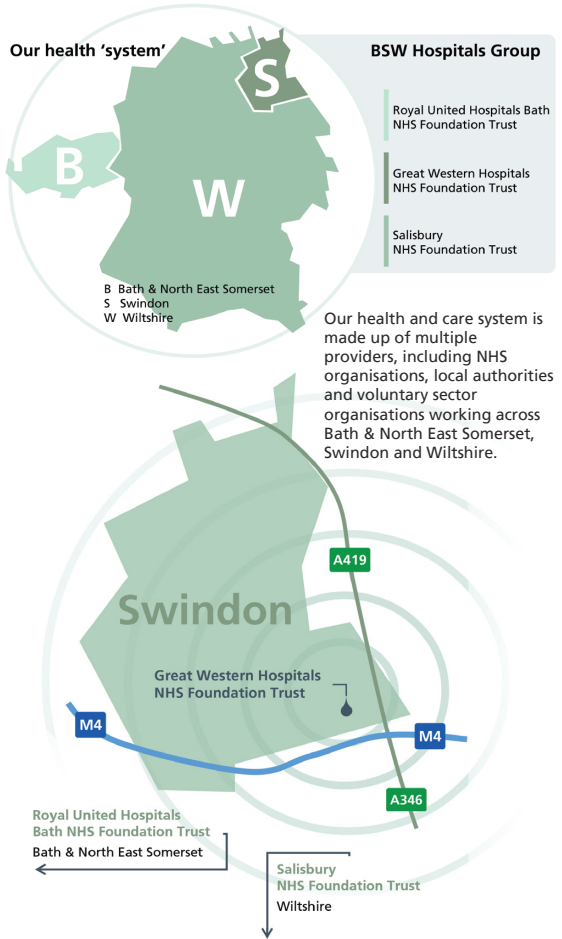 Our health ‘system’
BSW Hospitals Group
Royal United Hospitals Bath
NHS Foundation Trust
Great Western Hospitals
NHS Foundation Trust
Salisbury
NHS Foundation Trust
S
B
W
B Bath & North East Somerset
S Swindon
W Wiltshire
Our health and care system is
made up of multiple
providers, including NHS
organisations, local authorities
and voluntary sector
organisations working across
Bath & North East Somerset,
Swindon and Wiltshire.
A419
Swindon
Great Western Hospitals
NHS Foundation Trust
M4
M4
A346
Royal United Hospitals
Bath NHS Foundation Trust
Bath & North East Somerset
Salisbury
NHS Foundation Trust
Wiltshire